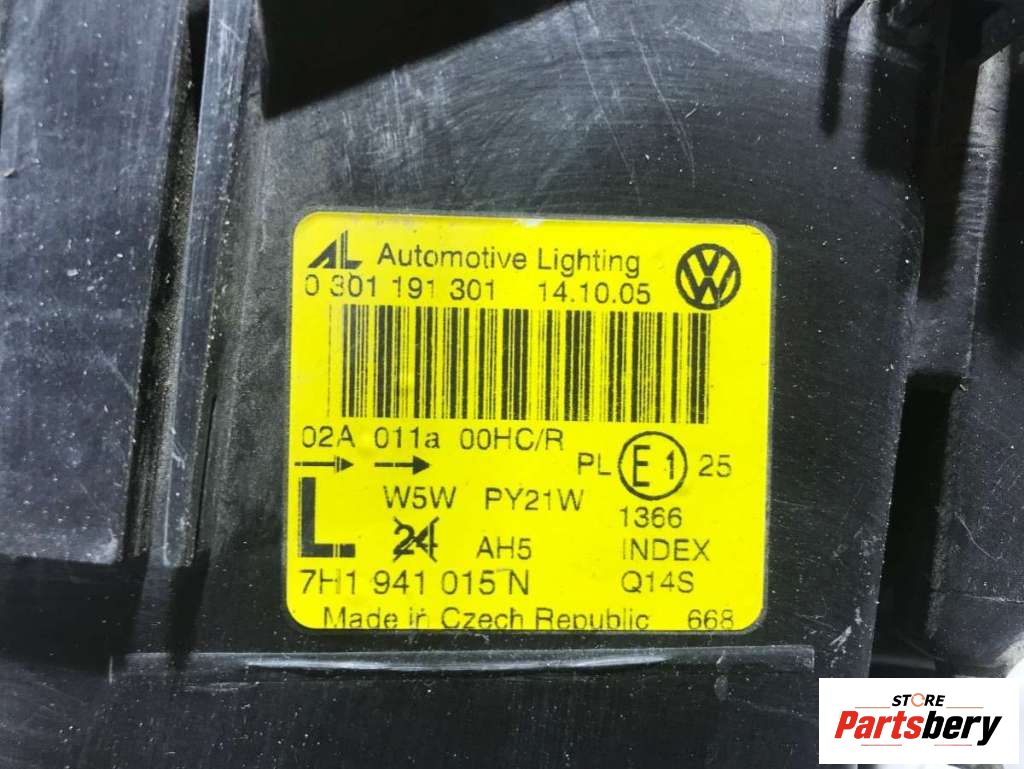 AL Automotive Lighting
0 301 191 301 14.10.05
02A 011a 00HC/R
PL E1 25
W5W PY21W
1366
L 24 AH5 INDEX
7H1 941 015 N Q14S
Made in Czech Republic 668
STORE
Partsbery